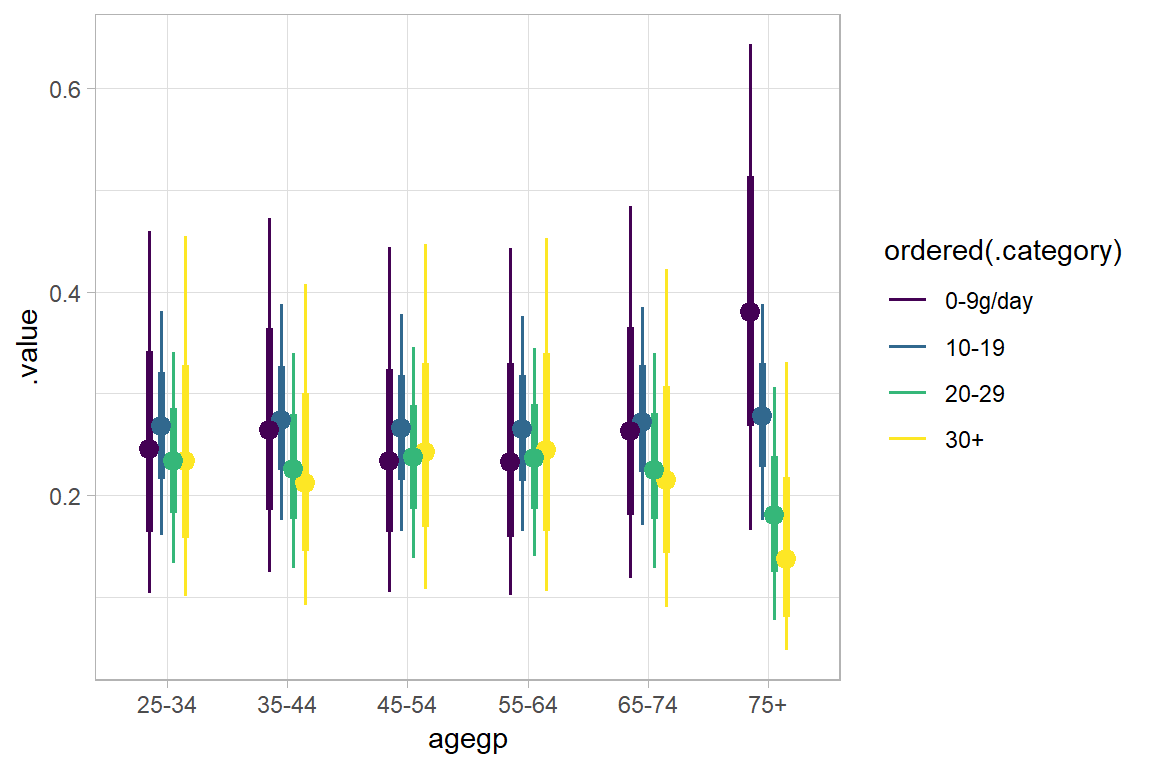 0.6
0.4
0.2
.value
25-34 35-44 45-54 55-64 65-74 75+
agegp
ordered(.category)
0-9g/day
10-19
20-29
30+